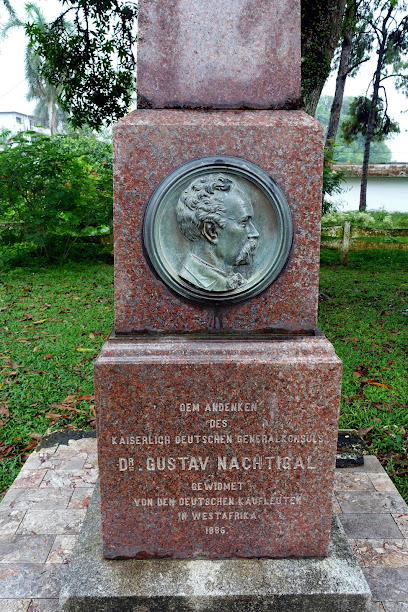 DEM ANDENKEN
DES
KAISERLICH DEUTSCHEN GENERALKONSULS
DR. GUSTAV NACHTIGAL
GEWIDMET
VON DEN DEUTSCHEN KAUFLEUTEN
IN WESTAFRIKA
1886.